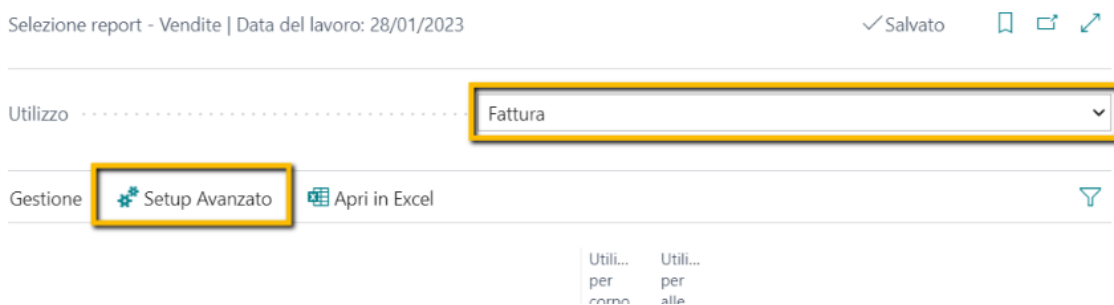 Selezione report - Vendite | Data del lavoro: 28/01/2023 Salvato
Utilizzo Fattura
Gestione Setup Avanzato Apri in Excel
Utili... Utili...
per per
corpo alle